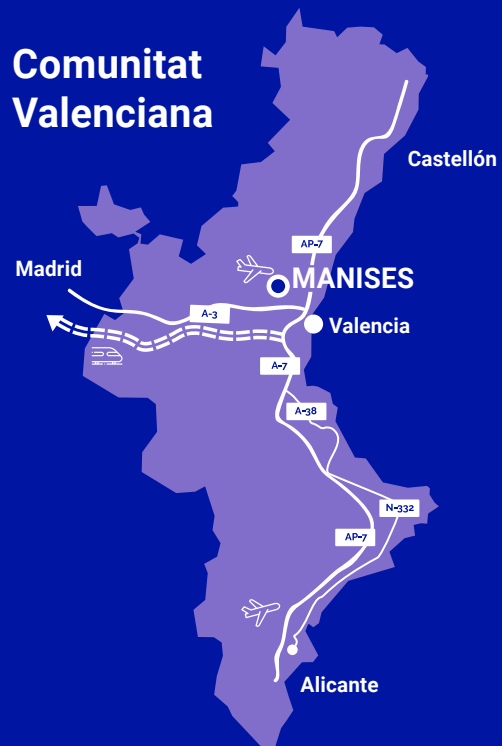 Comunitat
Valenciana
Castellón
AP-7
Madrid
MANISES
A-3
Valencia
A-7
A-38
N-332
AP-7
Alicante